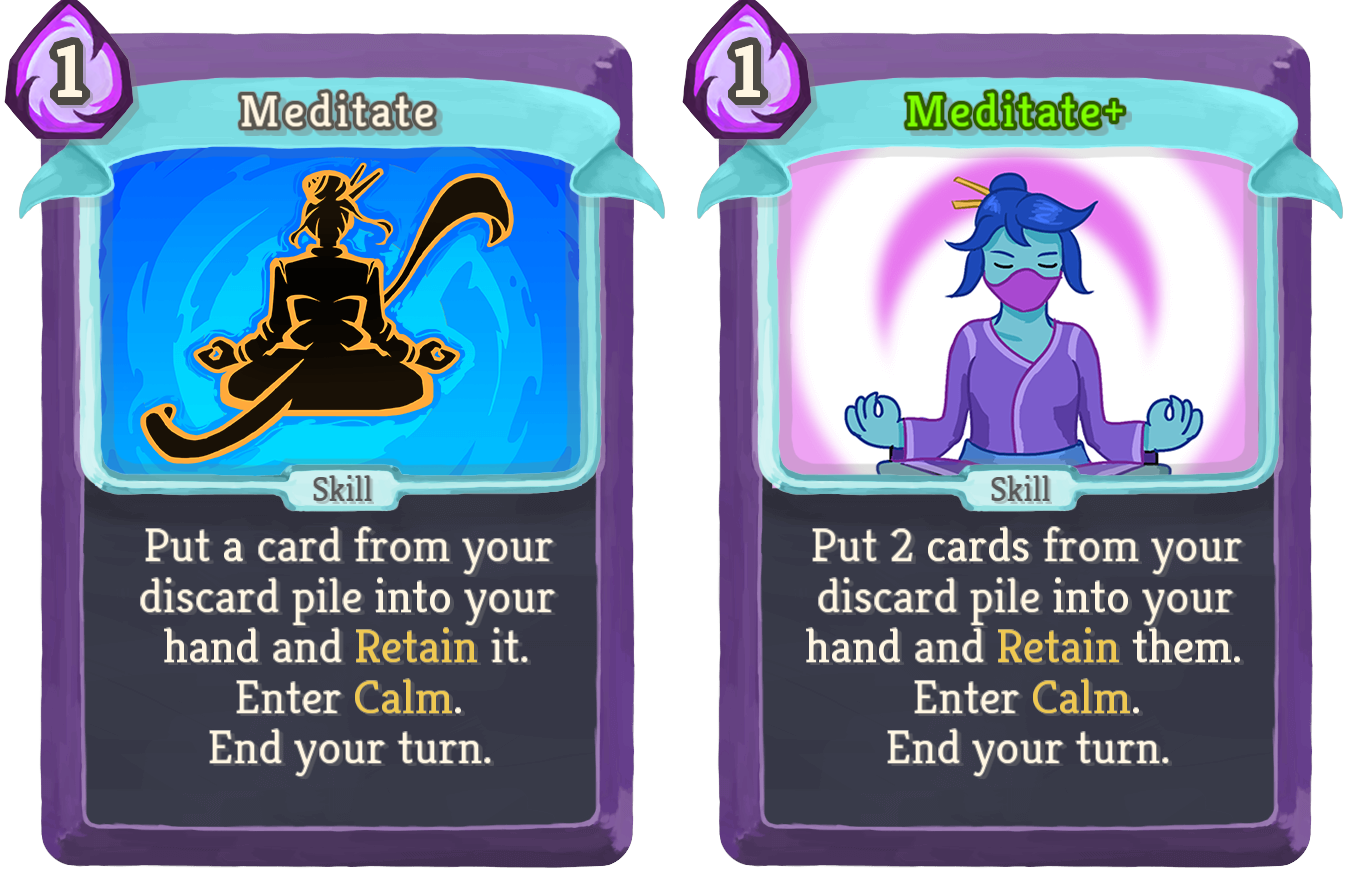 1
Meditate
Skill
Put a card from your
discard pile into your
hand and Retain it.
Enter Calm.
End your turn.
1
Meditate+
Skill
Put 2 cards from your
discard pile into your
hand and Retain them.
Enter Calm.
End your turn.